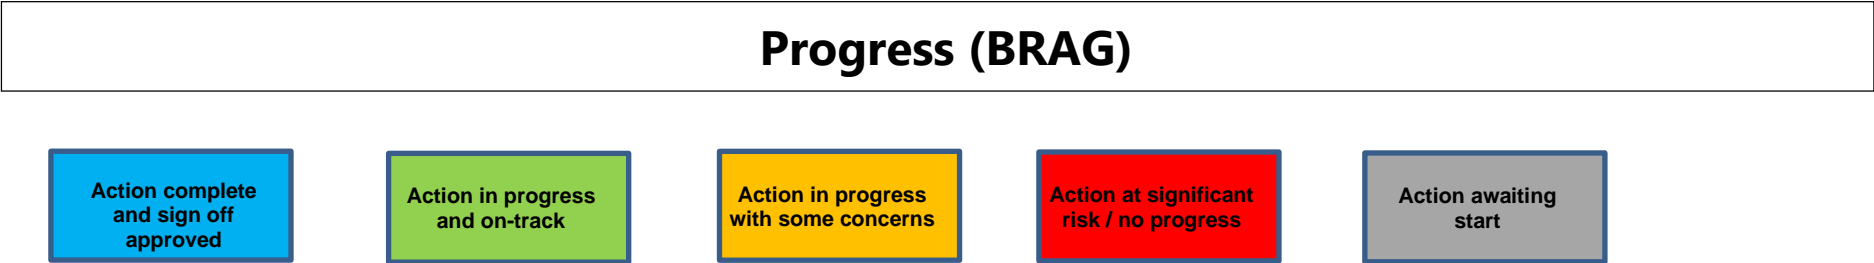 Progress (BRAG)
Action complete
and sign off
approved
Action in progress
and on-track
Action in progress
with some concerns
Action at significant
risk / no progress
Action awaiting
start